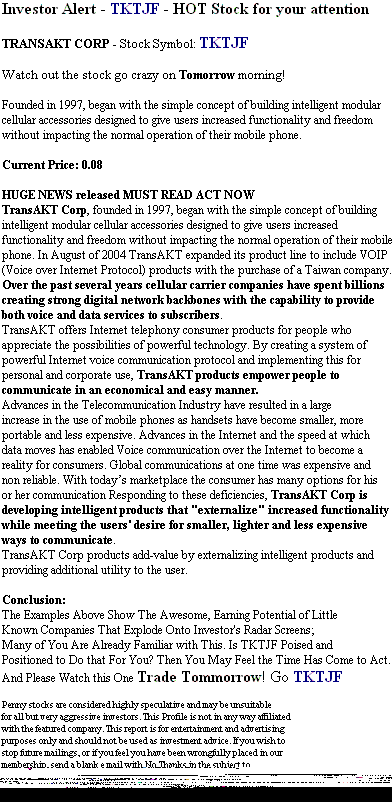 Investor Alert - TKTJF - HOT Stock for your attention
TRANSAKT CORP - Stock Symbol: TKTJF
Watch out the stock go crazy on Tomorrow morning!
Founded in 1997, began with the simple concept of building intelligent modular
cellular accessories designed to give users increased functionality and freedom
without impacting the normal operation of their mobile phone.
Current Price: 0.08
HUGE NEWS released MUST READ ACT NOW
TransAKT Corp, founded in 1997, began with the simple concept of building
intelligent modular cellular accessories designed to give users increased
functionality and freedom without impacting the normal operation of their mobile
phone. In August of 2004 TransAKT expanded its product line to include VOIP
(Voice over Internet Protocol) products with the purchase of a Taiwan company.
Over the past several years cellular carrier companies have spent billions
creating strong digital network backbones with the capability to provide
both voice and data services to subscribers.
TransAKT offers Internet telephony consumer products for people who
appreciate the possibilities of powerful technology. By creating a system of
powerful Internet voice communication protocol and implementing this for
personal and corporate use, TransAKT products empower people to
communicate in an economical and easy manner.
Advances in the Telecommunication Industry have resulted in a large
increase in the use of mobile phones as handsets have become smaller, more
portable and less expensive. Advances in the Internet and the speed at which
data moves has enabled Voice communication over the Internet to become a
reality for consumers. Global communications at one time was expensive and
non reliable. With today's marketplace the consumer has many options for his
or her communication Responding to these deficiencies, TransAKT Corp is
developing intelligent products that "externalize" increased functionality
while meeting the users' desire for smaller, lighter and less expensive
ways to communicate.
TransAKT Corp products add-value by externalizing intelligent products and
providing additional utility to the user.
Conclusion:
The Examples Above Show The Awesome, Earning Potential of Little
Known Companies That Explode Onto Investor's Radar Screens;
Many of You Are Already Familiar with This. Is TKTJF Poised and
Positioned to Do that For You? Then You May Feel the Time Has Come to Act.
And Please Watch this One Trade Tommorrow! Go TKTJF
Penny stocks are considered highly speculative and may be unsuitable
for all but very aggressive investors. This Profile is not in any way affiliated
with the featured company. This report is for entertainment and advertising
purposes only and should not be used as investment advice. If you wish to
stop future mailings, or if you feel you have been wrongfully placed in our
membership, send a blank e mail with No Thanks in the subject to